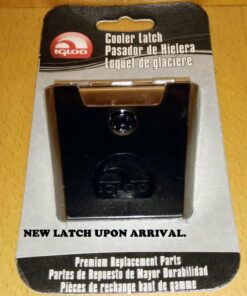 IGLOO
Cooler Latch
Pasador de Hielera
Loquet de glacière
IGLOO
NEW LATCH UPON ARRIVAL.
Premium Replacement Parts
Partes de Repuesto de Mayor Durabilidad
Pièces de rechange haut de gamme